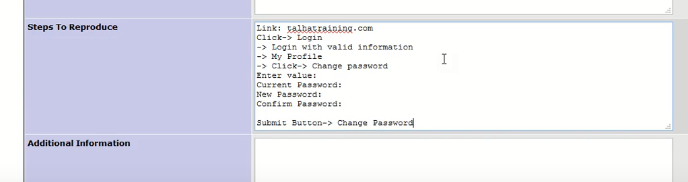 Steps To Reproduce
Link: talhatraining.com
Click-> Login
-> Login with valid information
-> My Profile
-> Click-> Change password
Enter value:
Current Password:
New Password:
Confirm Password:
Submit Button-> Change Password
Additional Information